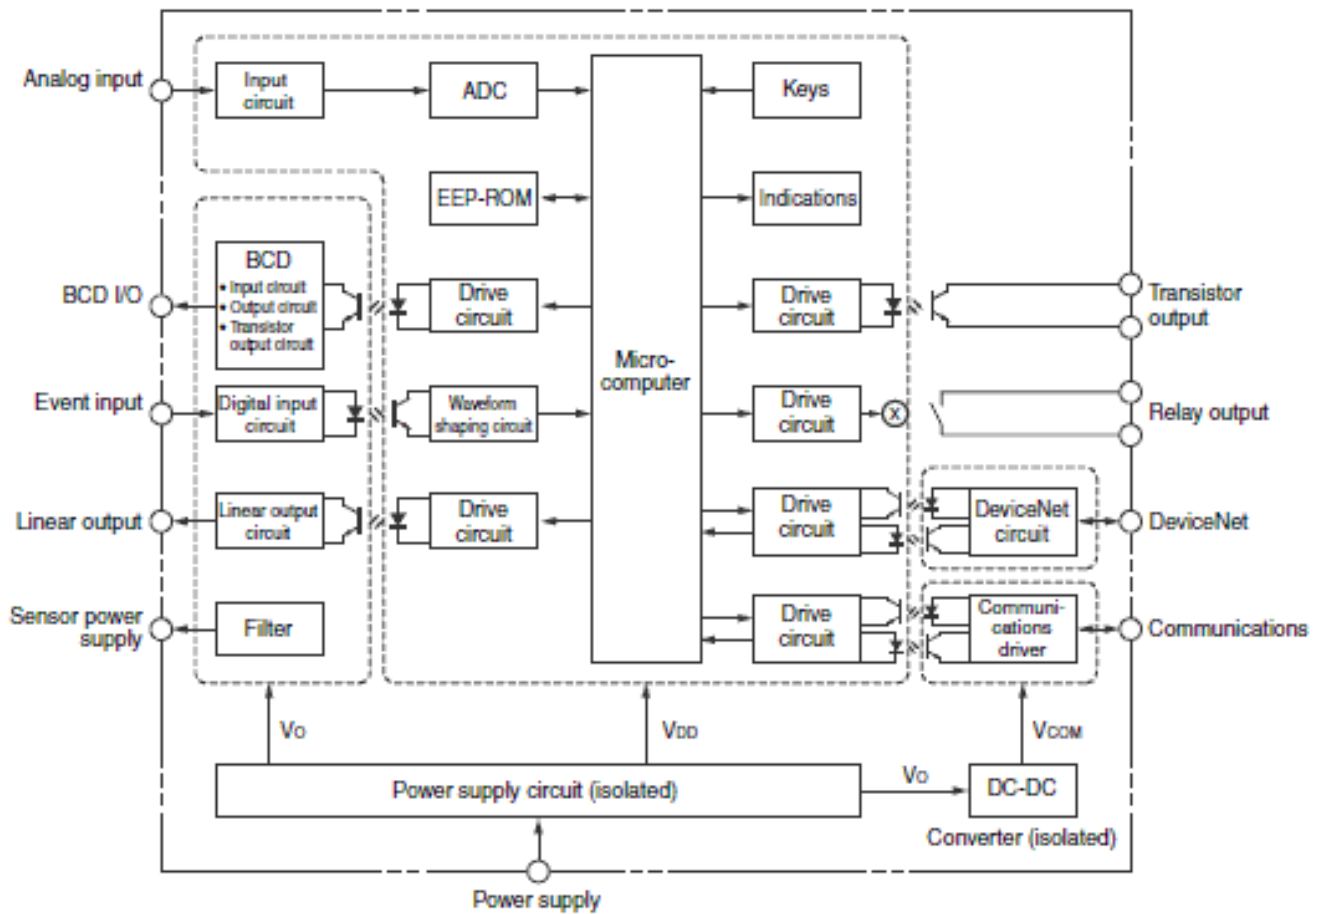 Analog input
Input
circuit
ADC
Keys
EEP-ROM
Indications
BCD I/O
BCD
• Input circuit
• Output circuit
• Transistor
output circuit
Drive
circuit
Micro-
computer
Drive
circuit
Transistor
output
Event input
Digital input
circuit
Waveform
shaping circuit
Drive
circuit
X
Relay output
Linear output
Linear output
circuit
Drive
circuit
Drive
circuit
DeviceNet
circuit
DeviceNet
Sensor power
supply
Filter
Drive
circuit
Communi-
cations
driver
Communications
VO
VDD
VCOM
Power supply circuit (isolated)
VO
DC-DC
Converter (isolated)
Power supply